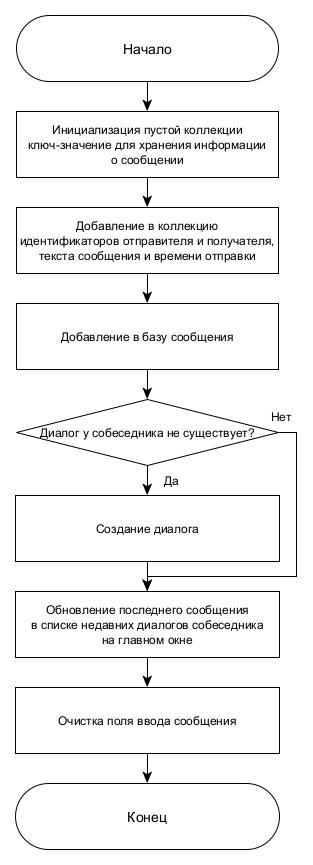 Начало
Инициализация пустой коллекции
ключ-значение для хранения информации
о сообщении
Добавление в коллекцию
идентификаторов отправителя и получателя,
текста сообщения и времени отправки
Добавление в базу сообщения
Диалог у собеседника не существует?
Нет
Да
Создание диалога
Обновление последнего сообщения
в списке недавних диалогов собеседника
на главном окне
Очистка поля ввода сообщения
Конец